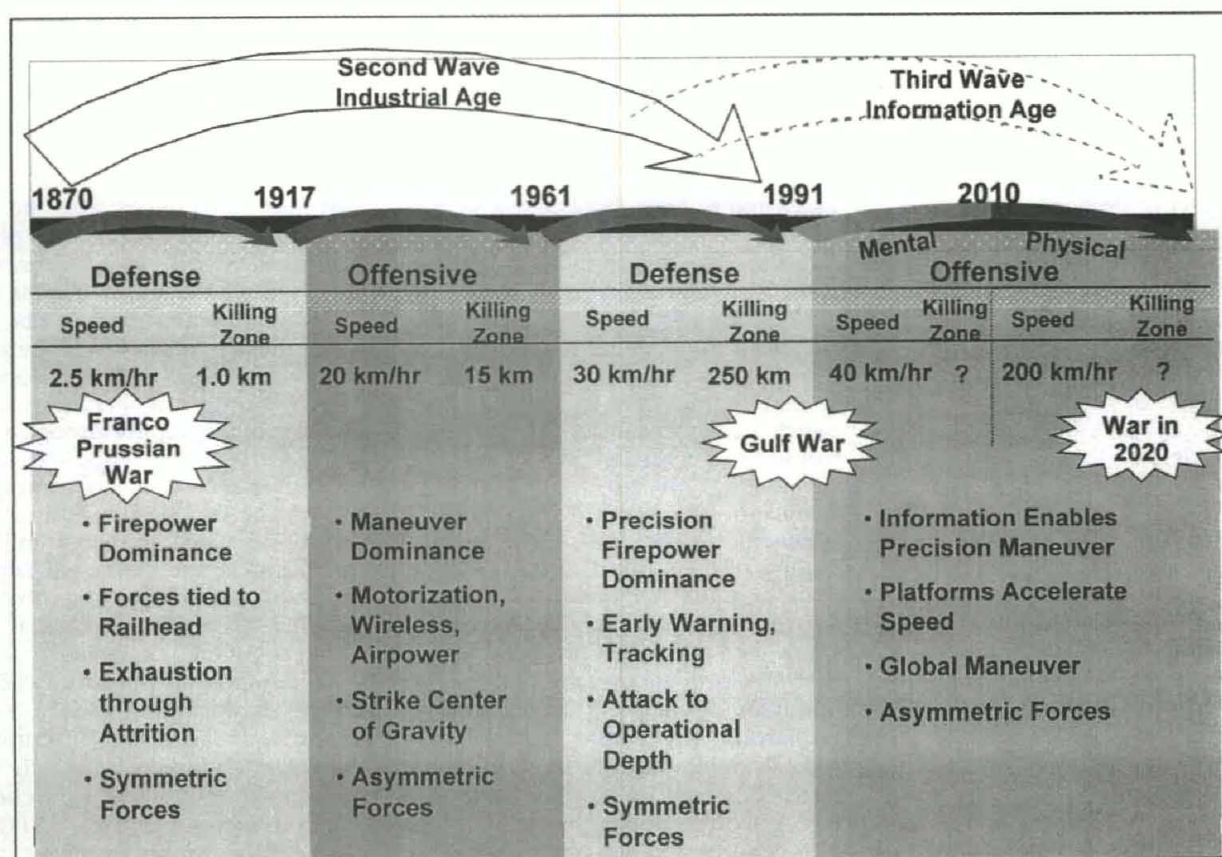 Second Wave
Industrial Age
Third Wave
Information Age
1870
1917
1961
1991
2010
Mental
Physical
Defense
Offensive
Defense
Offensive
Speed
Killing
Zone
Speed
Killing
Zone
Speed
Killing
Zone
Speed
Killing
Zone
Speed
Killing
Zone
2.5 km/hr
1.0 km
20 km/hr
15 km
30 km/hr
250 km
40 km/hr
?
200 km/hr
?
Franco
Prussian
War
Gulf War
War in
2020
• Firepower
Dominance
• Forces tied to
Railhead
• Exhaustion
through
Attrition
• Symmetric
Forces
• Maneuver
Dominance
• Motorization,
Wireless,
Airpower
• Strike Center
of Gravity
• Asymmetric
Forces
• Precision
Firepower
Dominance
• Early Warning,
Tracking
• Attack to
Operational
Depth
• Symmetric
Forces
• Information Enables
Precision Maneuver
• Platforms Accelerate
Speed
• Global Maneuver
• Asymmetric Forces